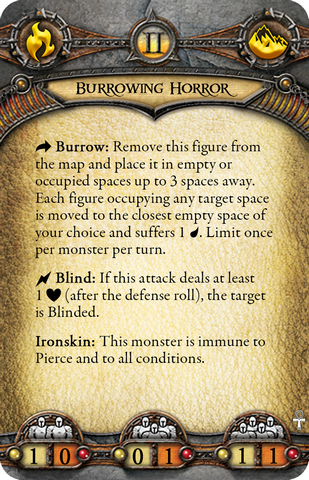 II
BURROWING HORROR
Burrow: Remove this figure from
the map and place it in empty or
occupied spaces up to 3 spaces away.
Each figure occupying any target space
is moved to the closest empty space of
your choice and suffers 1 . Limit once
per monster per turn.
Blind: If this attack deals at least
1 (after the defense roll), the target
is Blinded.
Ironskin: This monster is immune to
Pierce and to all conditions.
1 0 0 1 1 1